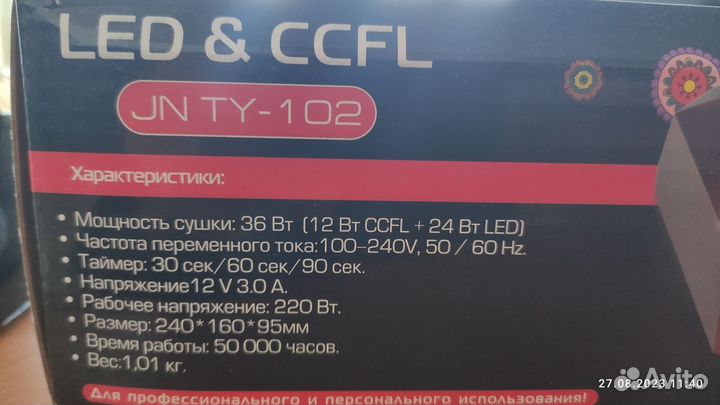 LED & CCFL
JN TY-102
Характеристики:
• Мощность сушки: 36 Вт (12 Вт CCFL + 24 Вт LED)
• Частота переменного тока:100-240V, 50 / 60 Hz.
• Таймер: 30 сек/60 сек/90 сек.
• Напряжение12 V 3.0 А.
• Рабочее напряжение: 220 Вт.
• Размер: 240*160*95мм
• Время работы: 50 000 часов.
• Вес:1,01 кг.
Для профессионального и персонального использования!
27.08.2023 11:40
Avito